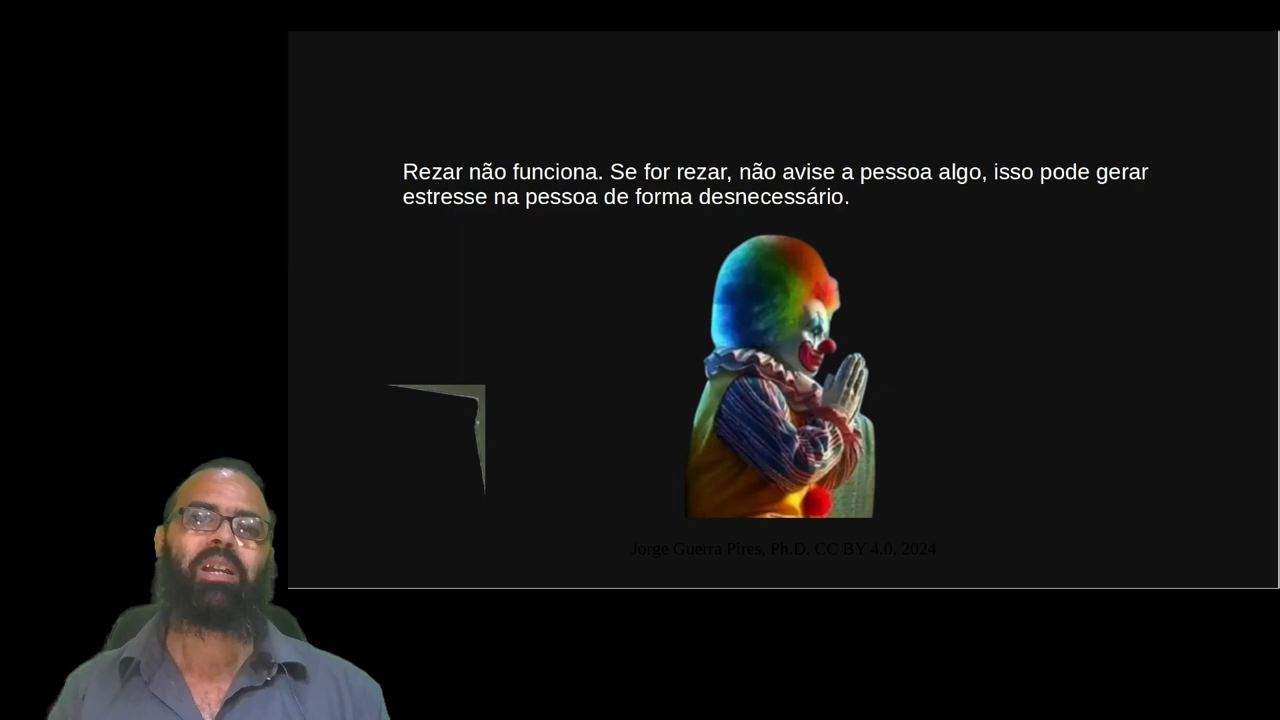 Rezar não funciona. Se for rezar, não avise a pessoa algo, isso pode gerar
estresse na pessoa de forma desnecessário.
Jorge Guerra Pires, Ph.D. CC BY 4.0, 2024